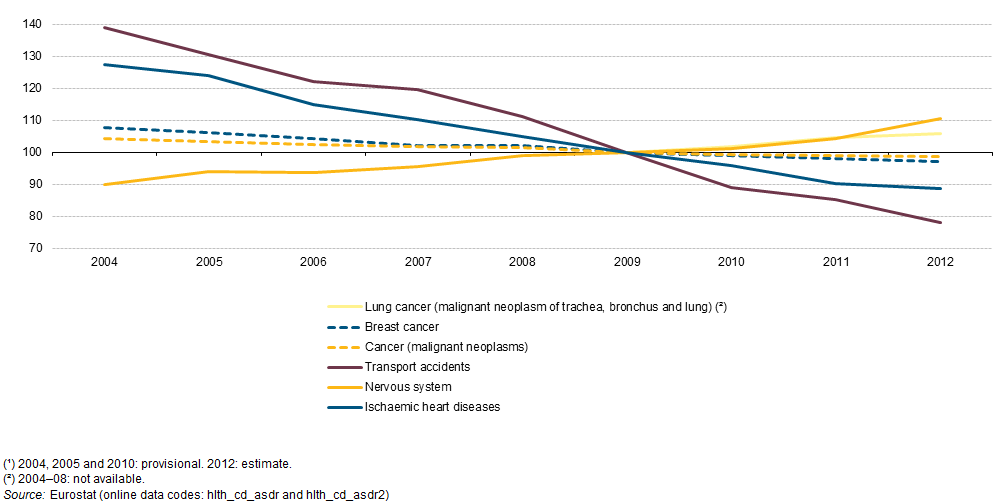 140
130
120
110
100
90
80
70
2004 2005 2006 2007 2008 2009 2010 2011 2012
Lung cancer (malignant neoplasm of trachea, bronchus and lung) (²)
Breast cancer
Cancer (malignant neoplasms)
Transport accidents
Nervous system
Ischaemic heart diseases
(¹) 2004, 2005 and 2010: provisional. 2012: estimate.
(²) 2004–08: not available.
Source: Eurostat (online data codes: hlth_cd_asdr and hlth_cd_asdr2)